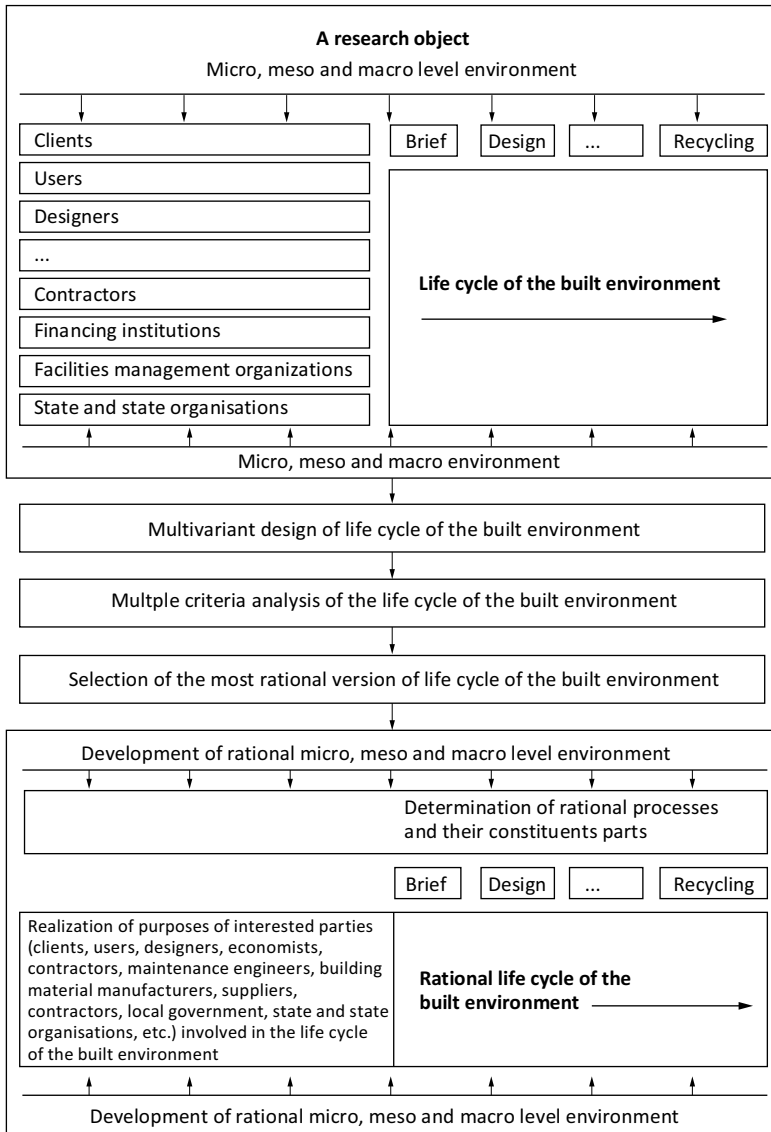 A research object
Micro, meso and macro level environment
Clients
Brief
Design
...
Recycling
Users
Designers
...
Contractors
Financing institutions
Facilities management organizations
State and state organisations
Life cycle of the built environment
Micro, meso and macro environment
Multivariant design of life cycle of the built environment
Multple criteria analysis of the life cycle of the built environment
Selection of the most rational version of life cycle of the built environment
Development of rational micro, meso and macro level environment
Determination of rational processes
and their constituents parts
Brief
Design
...
Recycling
Realization of purposes of interested parties
(clients, users, designers, economists,
contractors, maintenance engineers, building
material manufacturers, suppliers,
contractors, local government, state and state
organisations, etc.) involved in the life cycle
of the built environment
Rational life cycle of the
built environment
Development of rational micro, meso and macro level environment